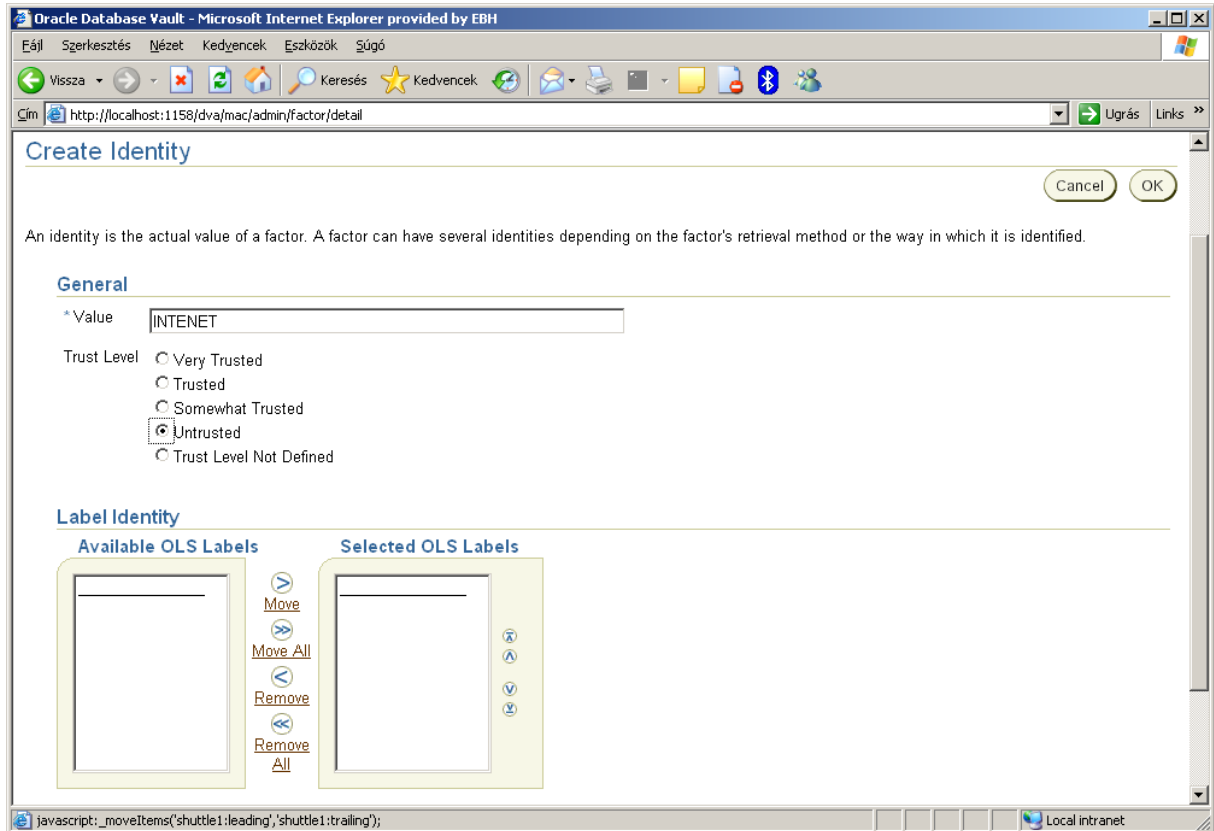 Oracle Database Vault - Microsoft Internet Explorer provided by EBH
Fájl Szerkesztés Nézet Kedvencek Eszközök Súgó
Vissza Keresés Kedvencek
Cím http://localhost:1158/dva/mac/admin/factor/detail Ugrás Links »
Create Identity
Cancel OK
An identity is the actual value of a factor. A factor can have several identities depending on the factor's retrieval method or the way in which it is identified.
General
* Value INTENET
Trust Level Very Trusted
Trusted
Somewhat Trusted
Untrusted
Trust Level Not Defined
Label Identity
Available OLS Labels Selected OLS Labels
Move
Move All
Remove
Remove
All
javascript:_moveItems('shuttle1:leading','shuttle1:trailing'); Local intranet